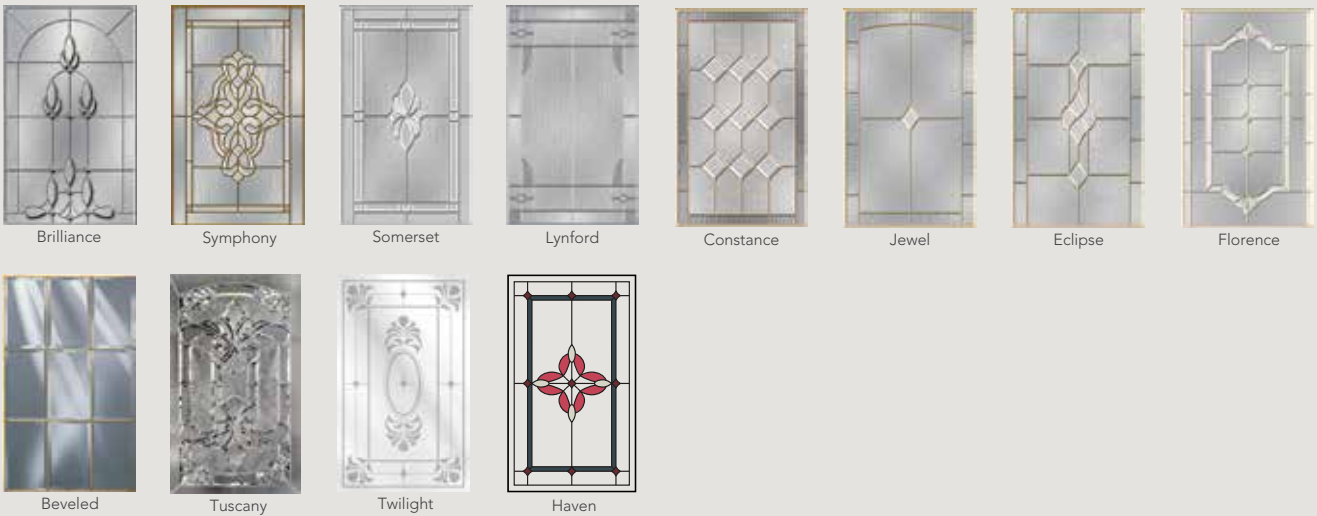 Brilliance
Symphony
Somerset
Lynford
Constance
Jewel
Eclipse
Florence
Beveled
Tuscany
Twilight
Haven